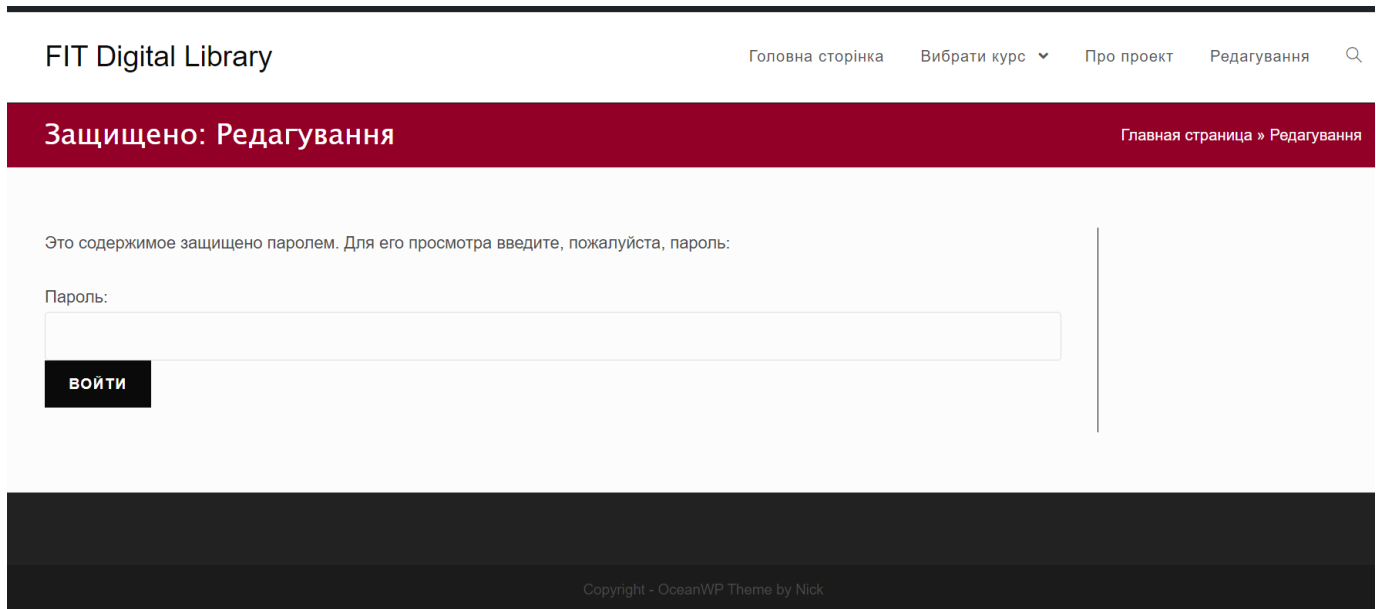 FIT Digital Library
Головна сторінка Вибрати курс Про проект Редагування
Защищено: Редагування
Главная страница » Редагування
Это содержимое защищено паролем. Для его просмотра введите, пожалуйста, пароль:
Пароль:
ВОЙТИ
Copyright - OceanWP Theme by Nick